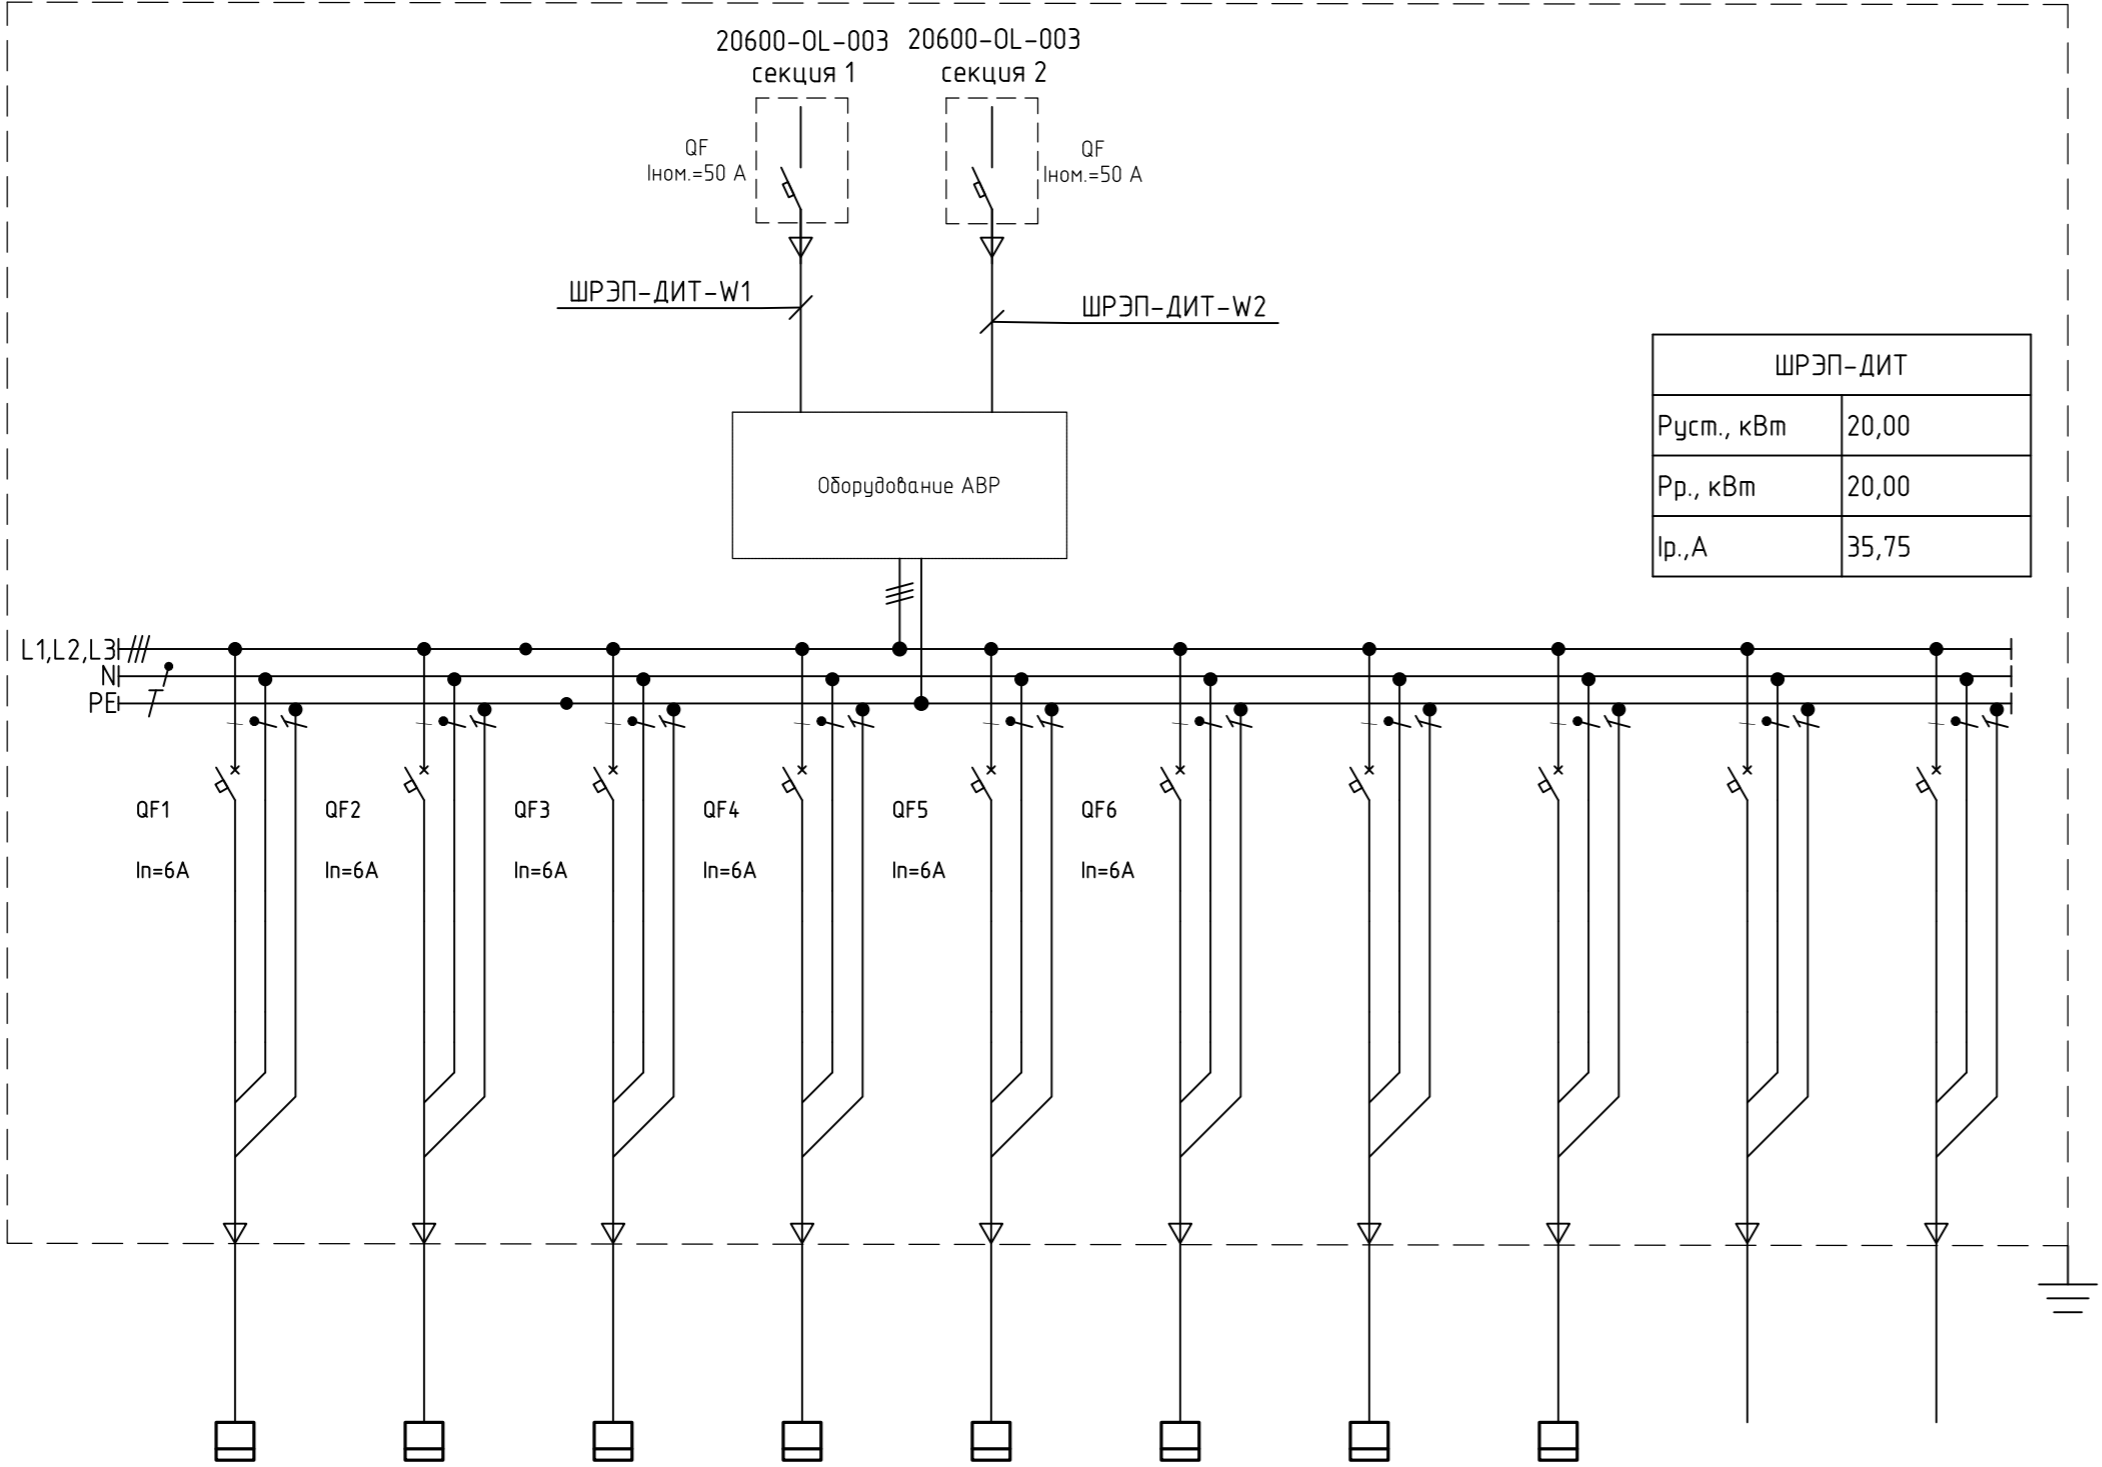 20600-OL-003
секция 1
20600-OL-003
секция 2
QF
Iном.=50 А
QF
Iном.=50 А
ШРЭП-ДИТ-W1
ШРЭП-ДИТ-W2
ШРЭП-ДИТ
Руст., кВт 20,00
Рр., кВт 20,00
Iр.,А 35,75
Оборудование АВР
L1,L2,L3
N
PE
QF1
In=6A
QF2
In=6A
QF3
In=6A
QF4
In=6A
QF5
In=6A
QF6
In=6A